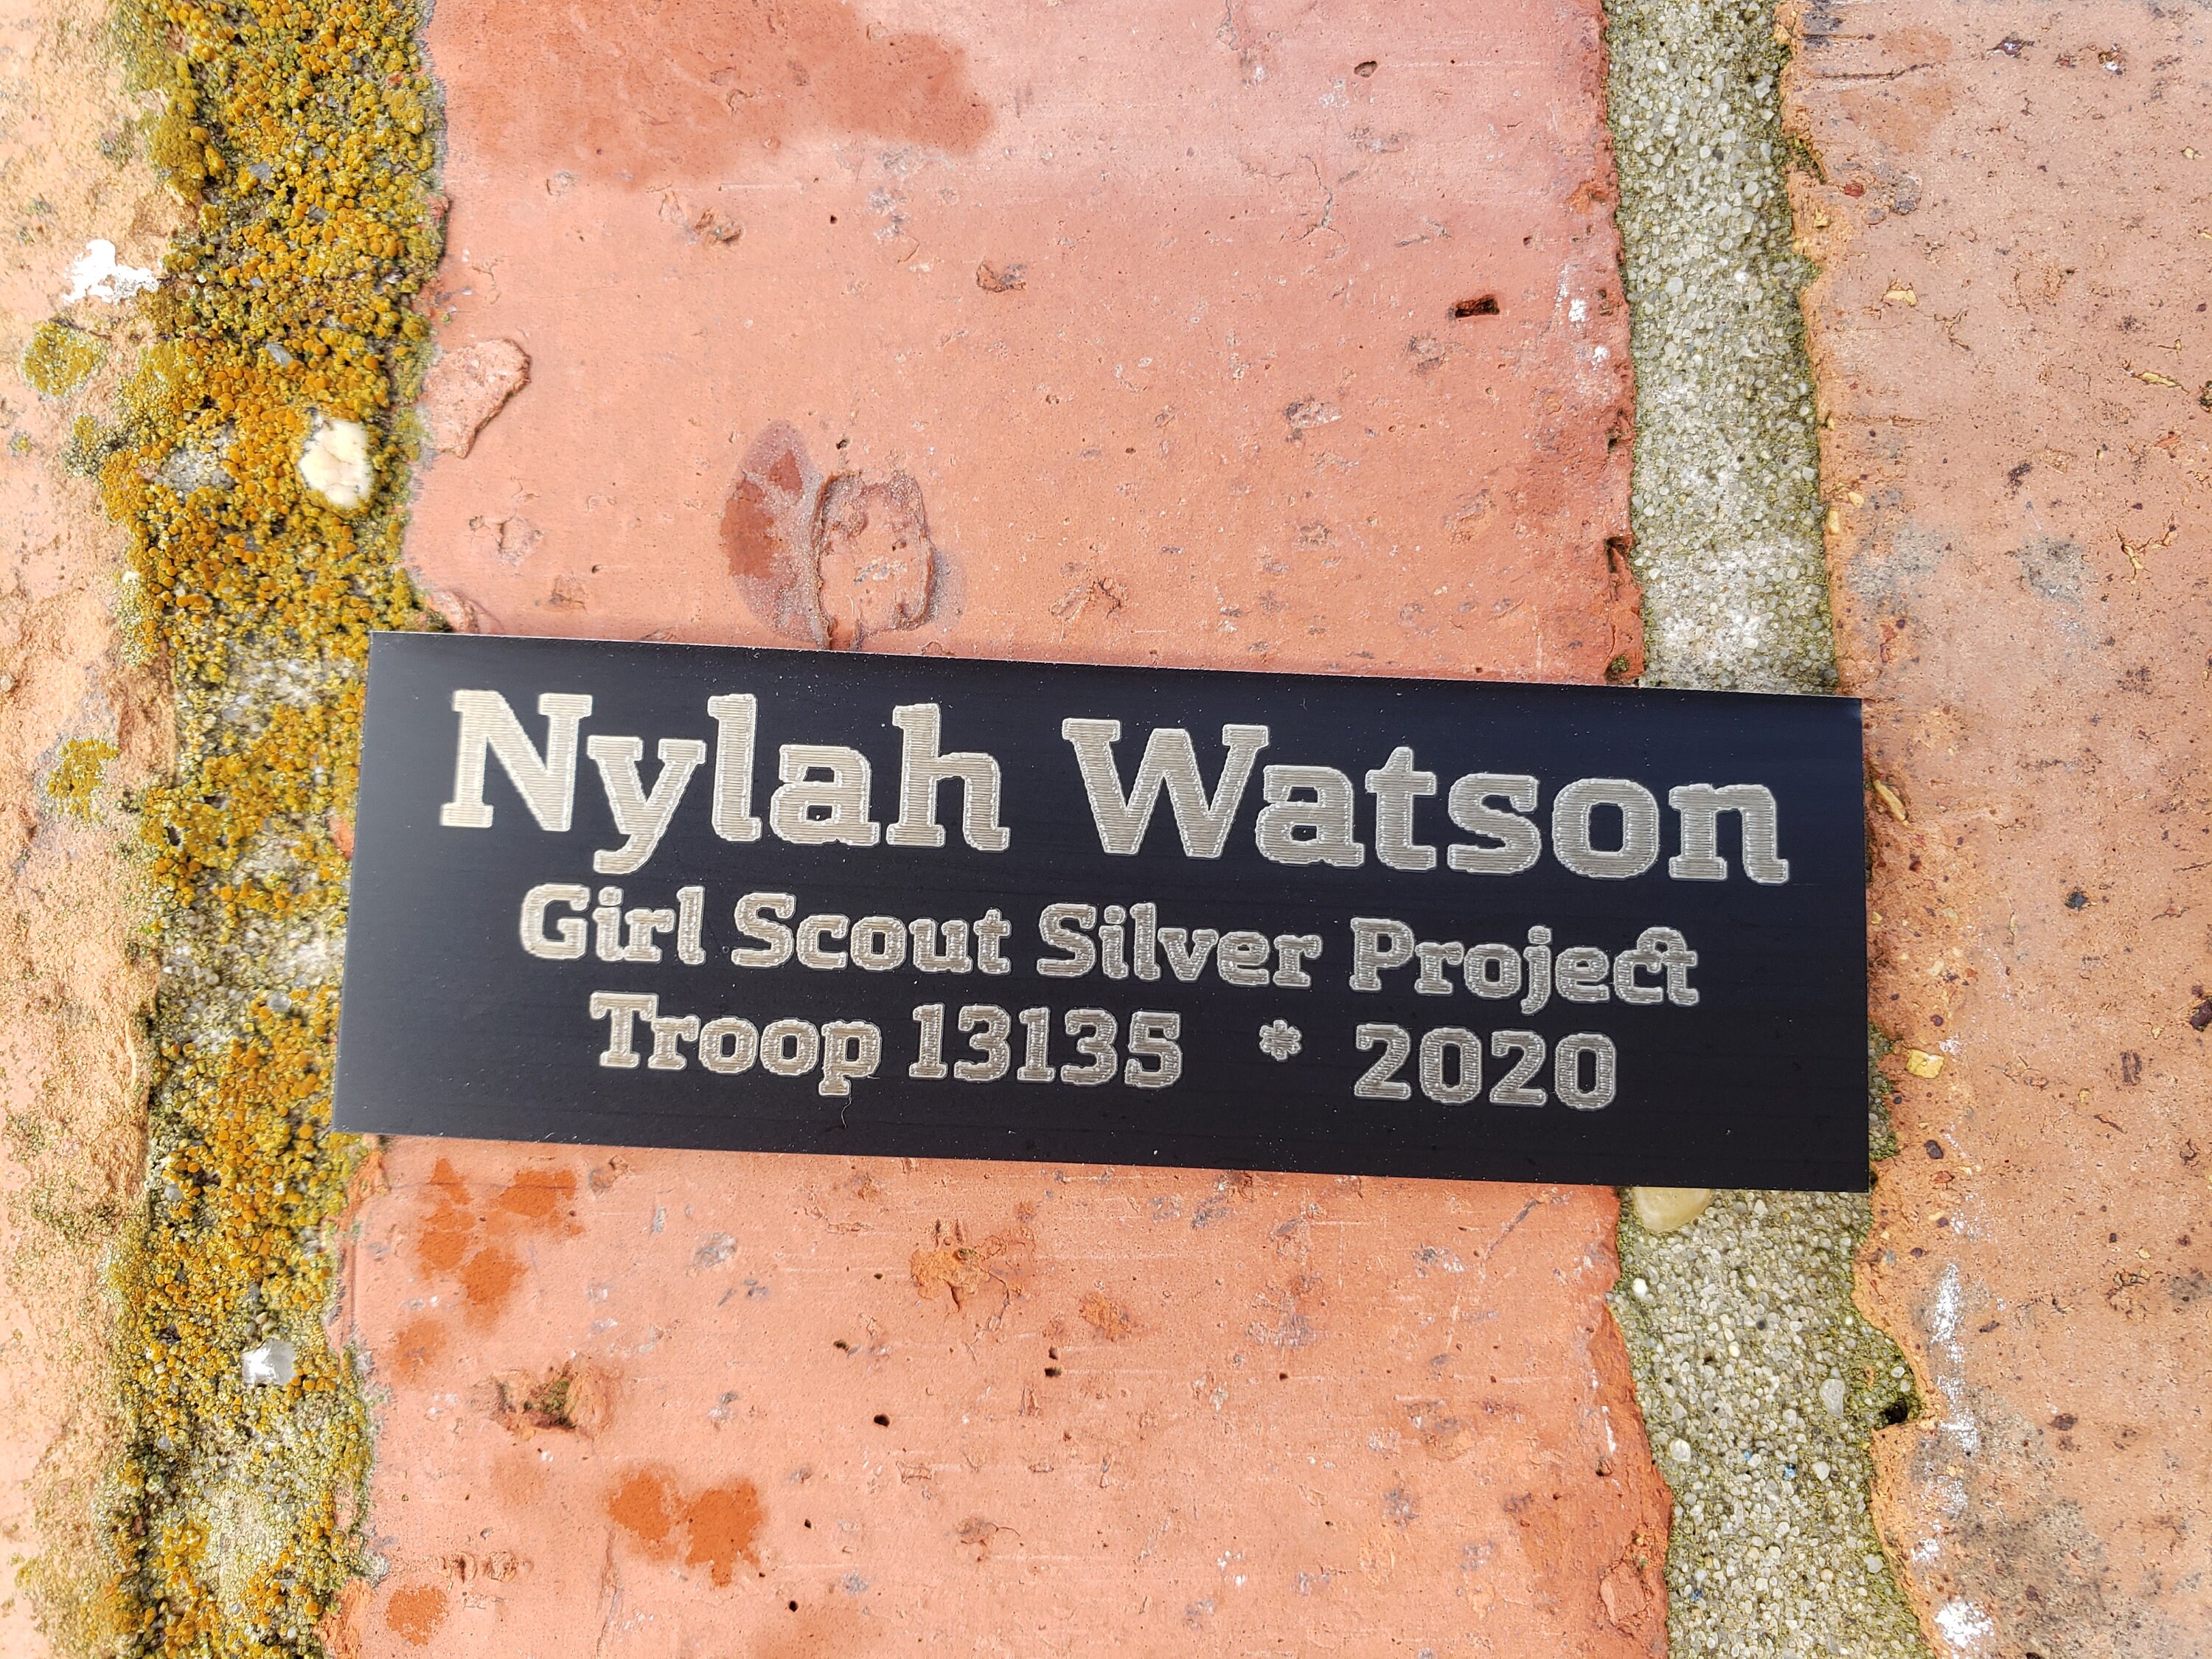 Nylah Watson
Girl Scout Silver Project
Troop 13135 * 2020